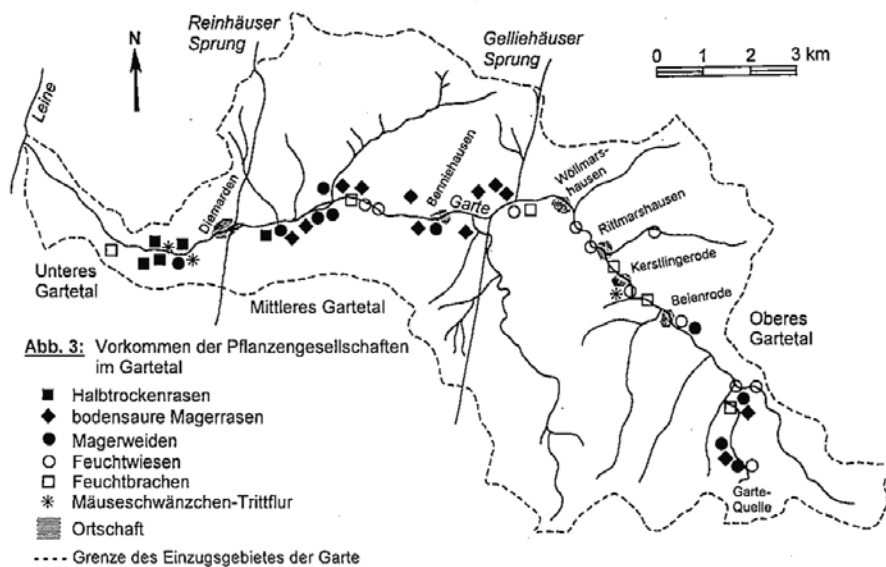 Reinhäuser
Sprung
Gelliehäuser
Sprung
N
0 1 2 3 km
Leine
Diemarden
Benniehausen
Garte
Wöllmars-
hausen
Rittmarshausen
Kerstlingerode
Beienrode
Unteres
Gartetal
Mittleres Gartetal
Oberes
Gartetal
Garte-
Quelle
Abb. 3: Vorkommen der Pflanzengesellschaften
im Gartetal
Halbtrockenrasen
bodensaure Magerrasen
Magerweiden
Feuchtwiesen
Feuchtbrachen
Mäuseschwänzchen-Trittflur
Ortschaft
Grenze des Einzugsgebietes der Garte